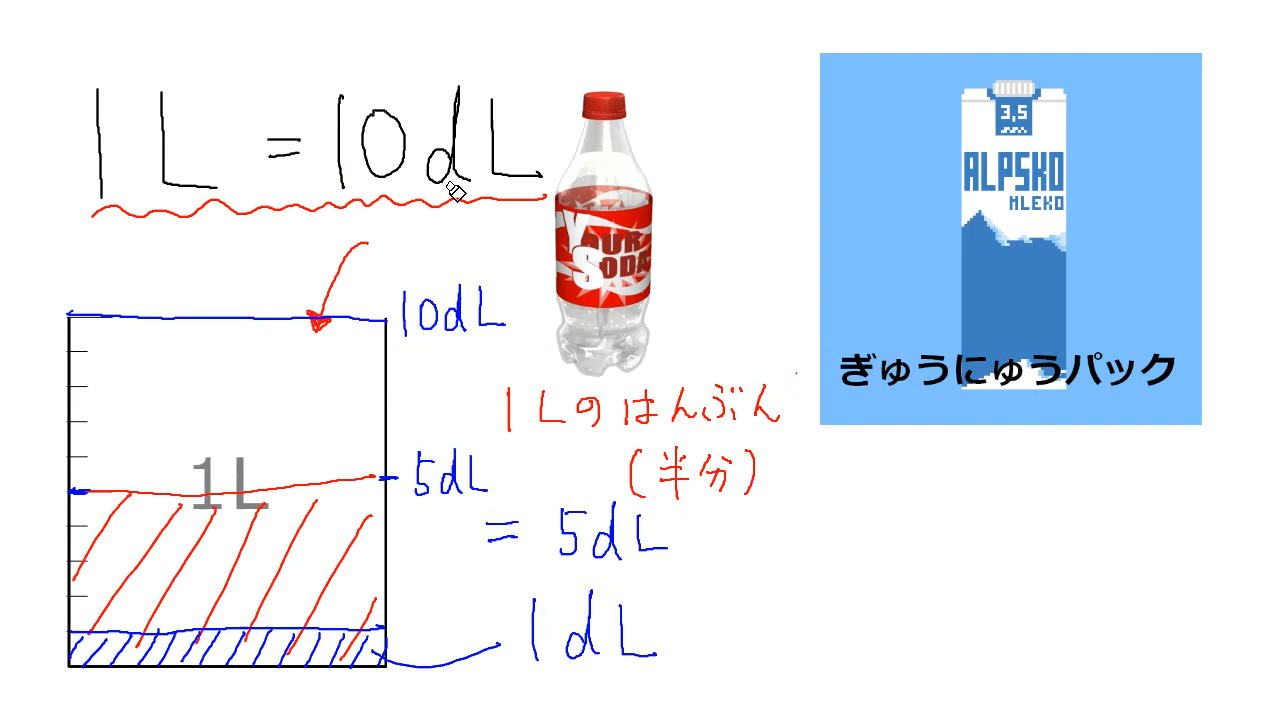 1L = 10dL
10dL
1L
5dL
1Lのはんぶん
(半分)
= 5dL
1dL
YOUR
SODA
3,5
ALPSKO
MLEKO
ぎゅうにゅうパック